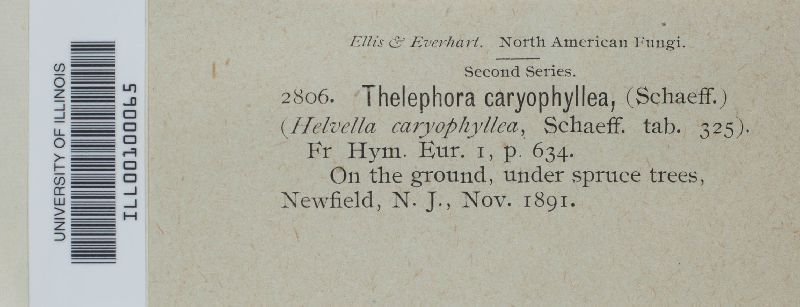 UNIVERSITY OF ILLINOIS
ILL00100065
Ellis & Everhart. North American Fungi.
Second Series.
2806. Thelephora caryophyllea, (Schaeff.)
(Helvella caryophyllea, Schaeff. tab. 325).
Fr Hym. Eur. 1, p. 634.
On the ground, under spruce trees,
Newfield, N. J., Nov. 1891.